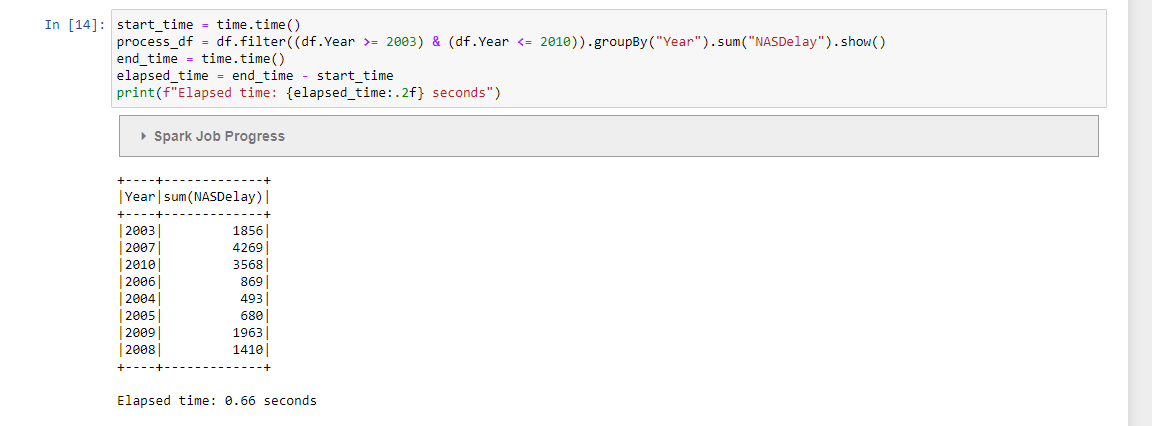 In [14]: start_time = time.time()
process_df = df.filter((df.Year >= 2003) & (df.Year <= 2010)).groupBy("Year").sum("NASDelay").show()
end_time = time.time()
elapsed_time = end_time - start_time
print(f"Elapsed time: {elapsed_time:.2f} seconds")
Spark Job Progress
+----+-------------+
|Year|sum(NASDelay)|
+----+-------------+
|2003|         1856|
|2007|         4269|
|2010|         3568|
|2006|          869|
|2004|          493|
|2005|          680|
|2009|         1963|
|2008|         1410|
+----+-------------+
Elapsed time: 0.66 seconds